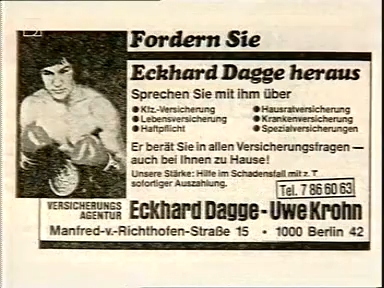 Fordern Sie
Eckhard Dagge heraus
Sprechen Sie mit ihm über
● Kfz.-Versicherung
● Lebensversicherung
● Haftpflicht
● Hausratversicherung
● Krankenversicherung
● Spezialversicherungen
Er berät Sie in allen Versicherungsfragen —
auch bei Ihnen zu Hause!
Unsere Stärke: Hilfe im Schadensfall mit z. T.
sofortiger Auszahlung.
Tel. 7 86 60 63
VERSICHERUNGS
AGENTUR
Eckhard Dagge - Uwe Krohn
Manfred-v.-Richthofen-Straße 15 • 1000 Berlin 42